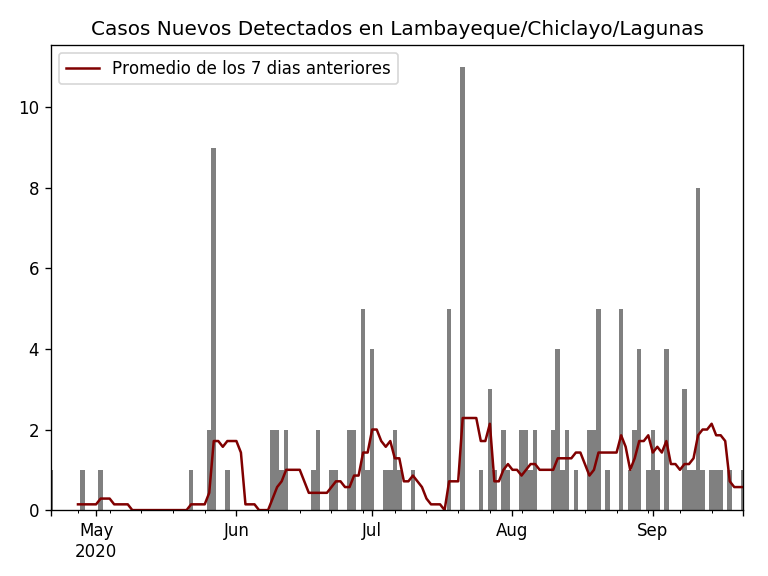 Casos Nuevos Detectados en Lambayeque/Chiclayo/Lagunas
Promedio de los 7 dias anteriores
10
8
6
4
2
0
May
2020
Jun
Jul
Aug
Sep